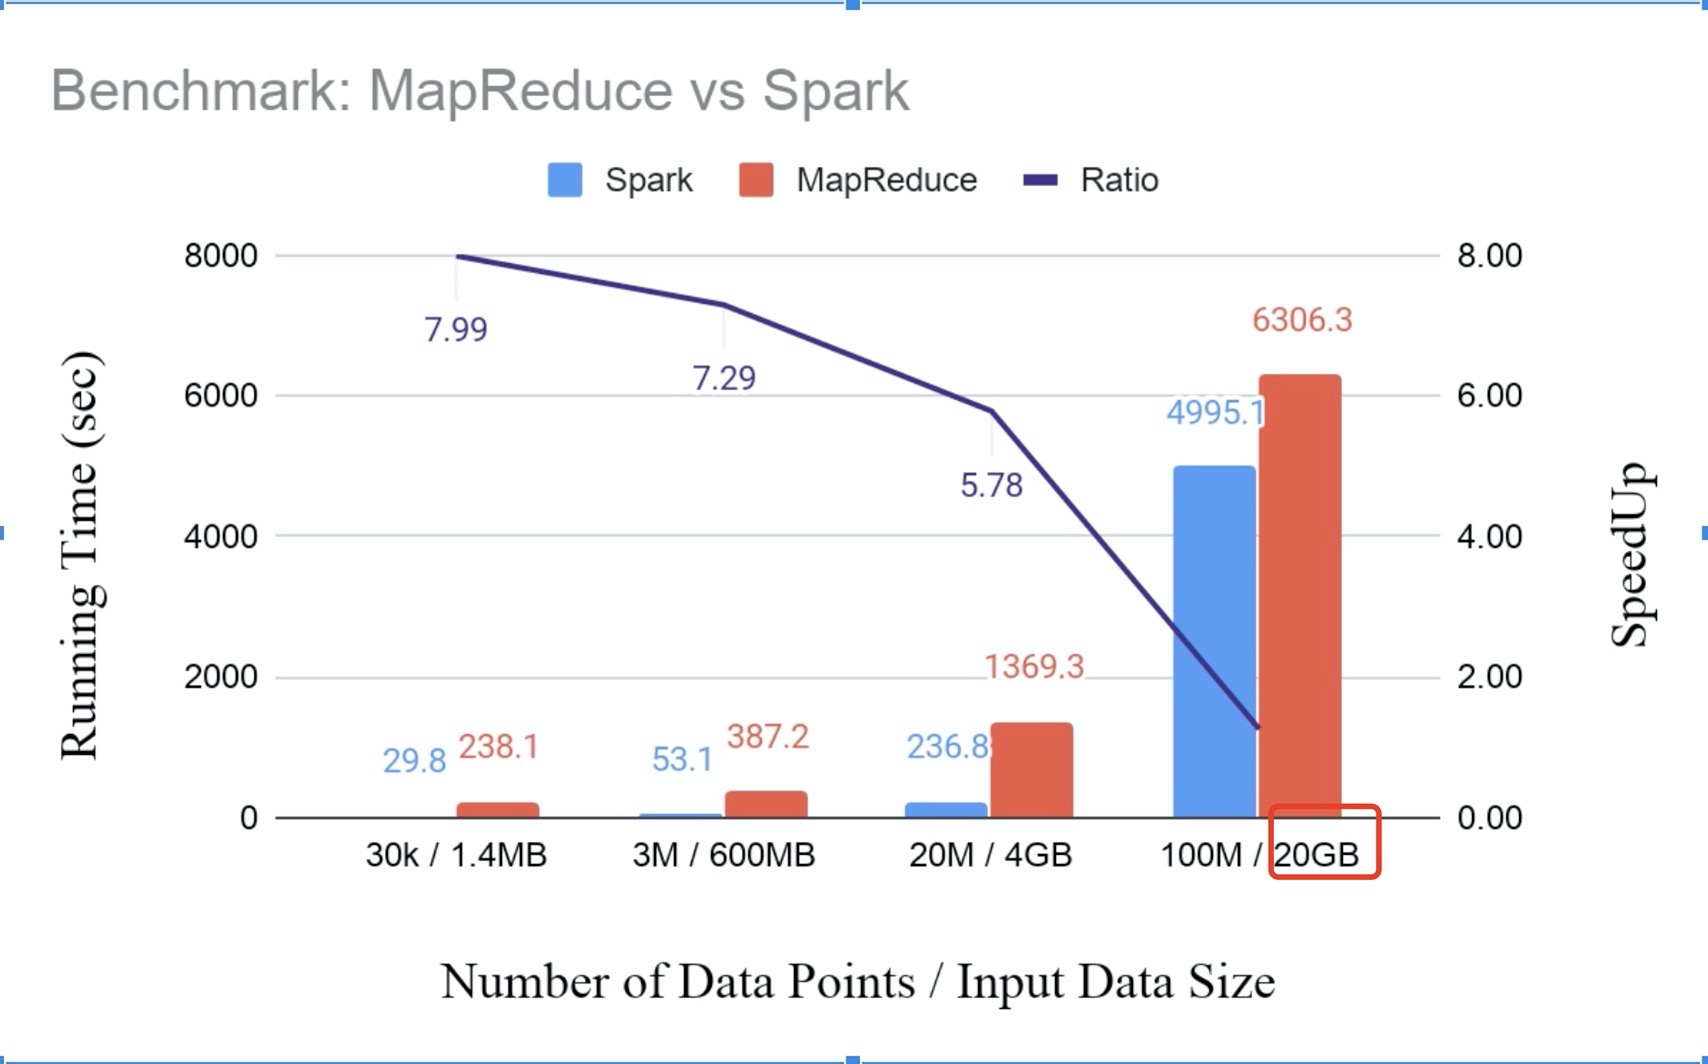 Benchmark: MapReduce vs Spark
Spark MapReduce Ratio
8000
6000
4000
2000
0
Running Time (sec)
7.99
7.29
5.78
29.8
238.1
53.1
387.2
236.8
1369.3
4995.1
6306.3
8.00
6.00
4.00
2.00
0.00
SpeedUp
30k / 1.4MB
3M / 600MB
20M / 4GB
100M / 20GB
Number of Data Points / Input Data Size